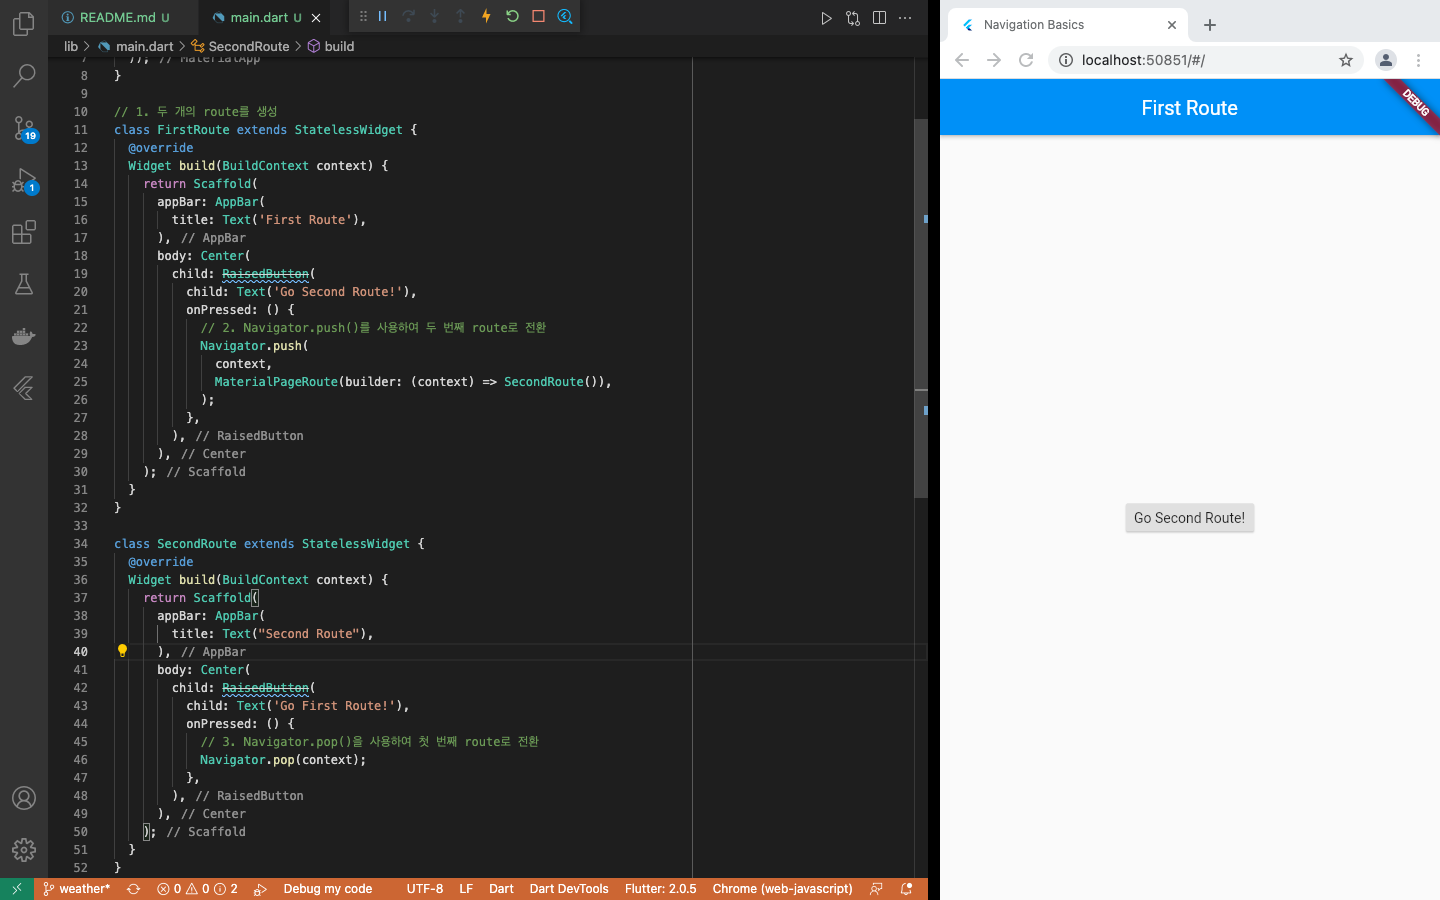 README.md U
main.dart U
lib > main.dart > SecondRoute > build
7 )); // MaterialApp
8 }
9
10 // 1. 두 개의 route를 생성
11 class FirstRoute extends StatelessWidget {
12 @override
13 Widget build(BuildContext context) {
14 return Scaffold(
15 appBar: AppBar(
16 title: Text('First Route'),
17 ), // AppBar
18 body: Center(
19 child: RaisedButton(
20 child: Text('Go Second Route!'),
21 onPressed: () {
22 // 2. Navigator.push()를 사용하여 두 번째 route로 전환
23 Navigator.push(
24 context,
25 MaterialPageRoute(builder: (context) => SecondRoute()),
26 );
27 },
28 ), // RaisedButton
29 ), // Center
30 ); // Scaffold
31 }
32 }
33
34 class SecondRoute extends StatelessWidget {
35 @override
36 Widget build(BuildContext context) {
37 return Scaffold(
38 appBar: AppBar(
39 title: Text("Second Route"),
40 ), // AppBar
41 body: Center(
42 child: RaisedButton(
43 child: Text('Go First Route!'),
44 onPressed: () {
45 // 3. Navigator.pop()을 사용하여 첫 번째 route로 전환
46 Navigator.pop(context);
47 },
48 ), // RaisedButton
49 ), // Center
50 ); // Scaffold
51 }
52 }
19
1
weather* 0 0 2 Debug my code UTF-8 LF Dart Dart DevTools Flutter: 2.0.5 Chrome (web-javascript)
Navigation Basics
localhost:50851/#/
First Route
DEBUG
Go Second Route!